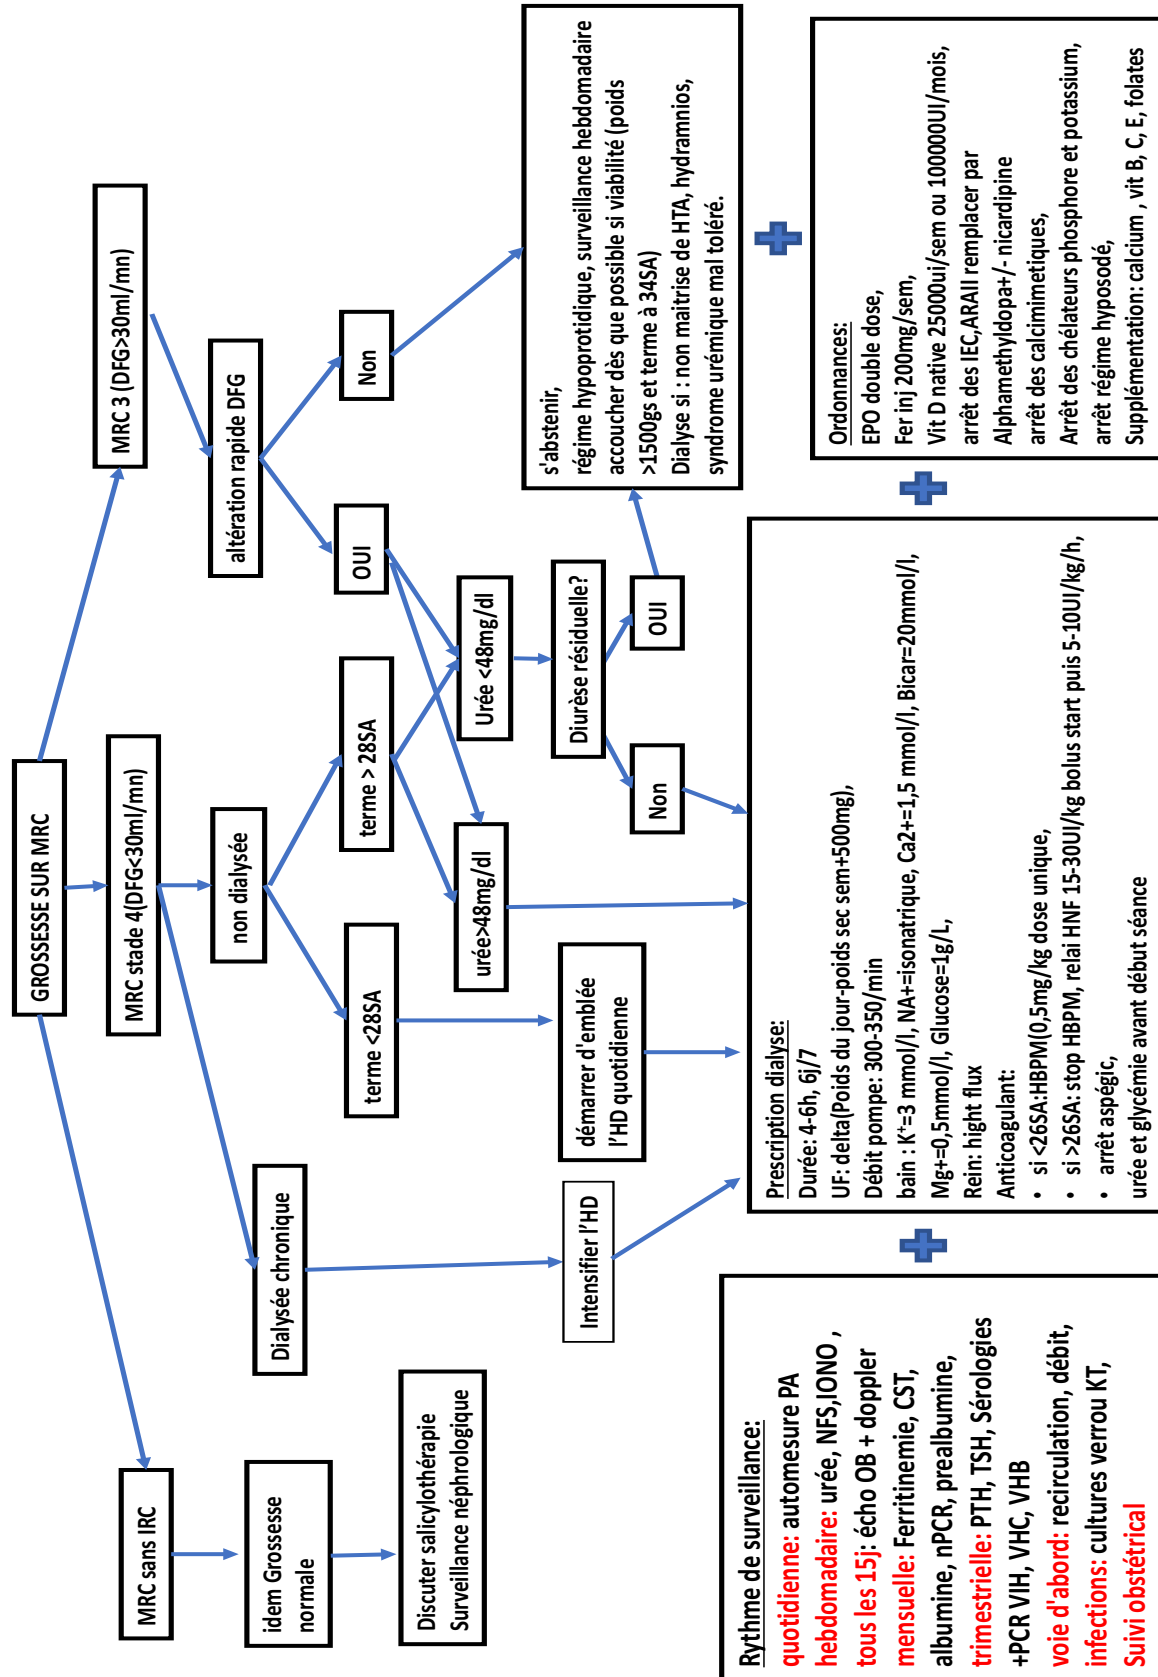 GROSSESSE SUR MRC
MRC sans IRC
MRC stade 4(DFG<30ml/mn)
MRC 3 (DFG>30ml/mn)
idem Grossesse
normale
Dialysée chronique
non dialysée
altération rapide DFG
Discuter salicylothérapie
Surveillance néphrologique
terme <28SA
terme > 28SA
OUI
Non
urée>48mg/dl
Urée <48mg/dl
Intensifier l'HD
démarrer d'emblée
l'HD quotidienne
Diurèse résiduelle?
Non
OUI
s'abstenir,
régime hypoprotidique, surveillance hebdomadaire
accoucher dès que possible si viabilité (poids
>1500gs et terme à 34SA)
Dialyse si : non maitrise de HTA, hydramnios,
syndrome urémique mal toléré.
Rythme de surveillance:
quotidienne: automesure PA
hebdomadaire: urée, NFS,IONO ,
tous les 15j: écho OB + doppler
mensuelle: Ferritinemie, CST,
albumine, nPCR, prealbumine,
trimestrielle: PTH, TSH, Sérologies
+PCR VIH, VHC, VHB
voie d'abord: recirculation, débit,
infections: cultures verrou KT,
Suivi obstétrical
Prescription dialyse:
Durée: 4-6h, 6j/7
UF: delta(Poids du jour-poids sec sem+500mg),
Débit pompe: 300-350/min
bain : K+=3 mmol/l, NA+=isonatrique, Ca2+=1,5 mmol/l, Bicar=20mmol/l,
Mg+=0,5mmol/l, Glucose=1g/L,
Rein: hight flux
Anticoagulant:
• si <26SA:HBPM(0,5mg/kg dose unique,
• si >26SA: stop HBPM, relai HNF 15-30UI/kg bolus start puis 5-10UI/kg/h,
• arrêt aspégic,
urée et glycémie avant début séance
Ordonnances:
EPO double dose,
Fer inj 200mg/sem,
Vit D native 25000ui/sem ou 100000UI/mois,
arrêt des IEC,ARAII remplacer par
Alphamethyldopa+/- nicardipine
arrêt des calcimimetiques,
Arrêt des chélateurs phosphore et potassium,
arrêt régime hyposodé,
Supplémentation: calcium , vit B, C, E, folates